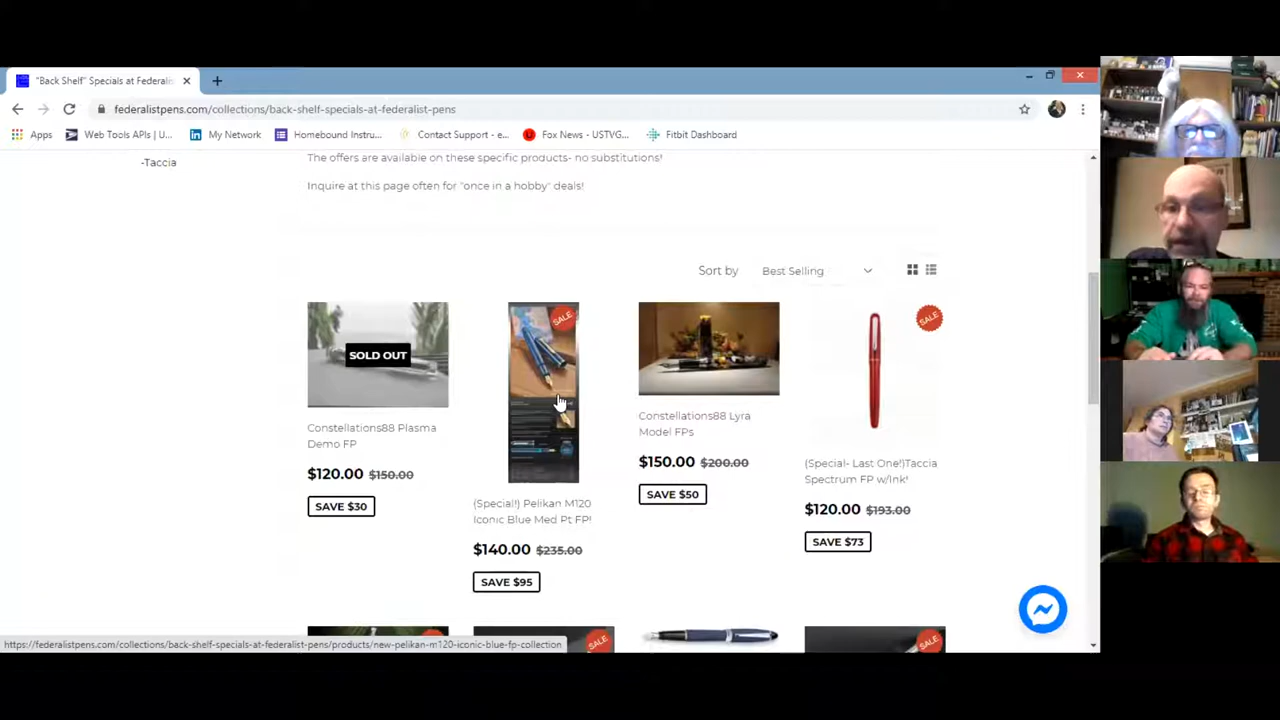 "Back Shelf" Specials at Federalis
federalistpens.com/collections/back-shelf-specials-at-federalist-pens
Apps
Web Tools APIs | U...
My Network
Homebound Instru...
Contact Support - e...
Fox News - USTVG...
Fitbit Dashboard
-Taccia
The offers are available on these specific products- no substitutions!
Inquire at this page often for "once in a hobby" deals!
Sort by Best Selling
SOLD OUT
Constellations88 Plasma
Demo FP
$120.00 $150.00
SAVE $30
SALE
(Special!) Pelikan M120
Iconic Blue Med Pt FP!
$140.00 $235.00
SAVE $95
Constellations88 Lyra
Model FPs
$150.00 $200.00
SAVE $50
SALE
(Special- Last One!)Taccia
Spectrum FP w/Ink!
$120.00 $193.00
SAVE $73
SALE
SALE
https://federalistpens.com/collections/back-shelf-specials-at-federalist-pens/products/new-pelikan-m120-iconic-blue-fp-collection